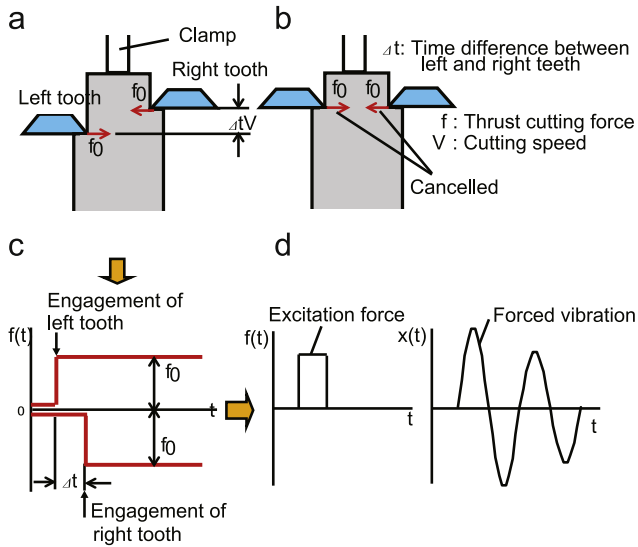 a
Clamp
Right tooth
Left tooth
f0
f0
⊿tV
b
⊿t: Time difference between
left and right teeth
f0 f0
f : Thrust cutting force
V : Cutting speed
Cancelled
c
Engagement of
left tooth
f(t)
f0
0
t
f0
⊿t
Engagement of
right tooth
d
Excitation force
f(t)
t
Forced vibration
x(t)
t